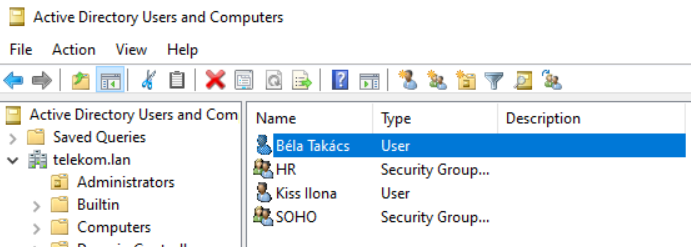 Active Directory Users and Computers
File Action View Help
Active Directory Users and Com
Saved Queries
telekom.lan
Administrators
Builtin
Computers
Name Type Description
Béla Takács User
HR Security Group...
Kiss Ilona User
SOHO Security Group...